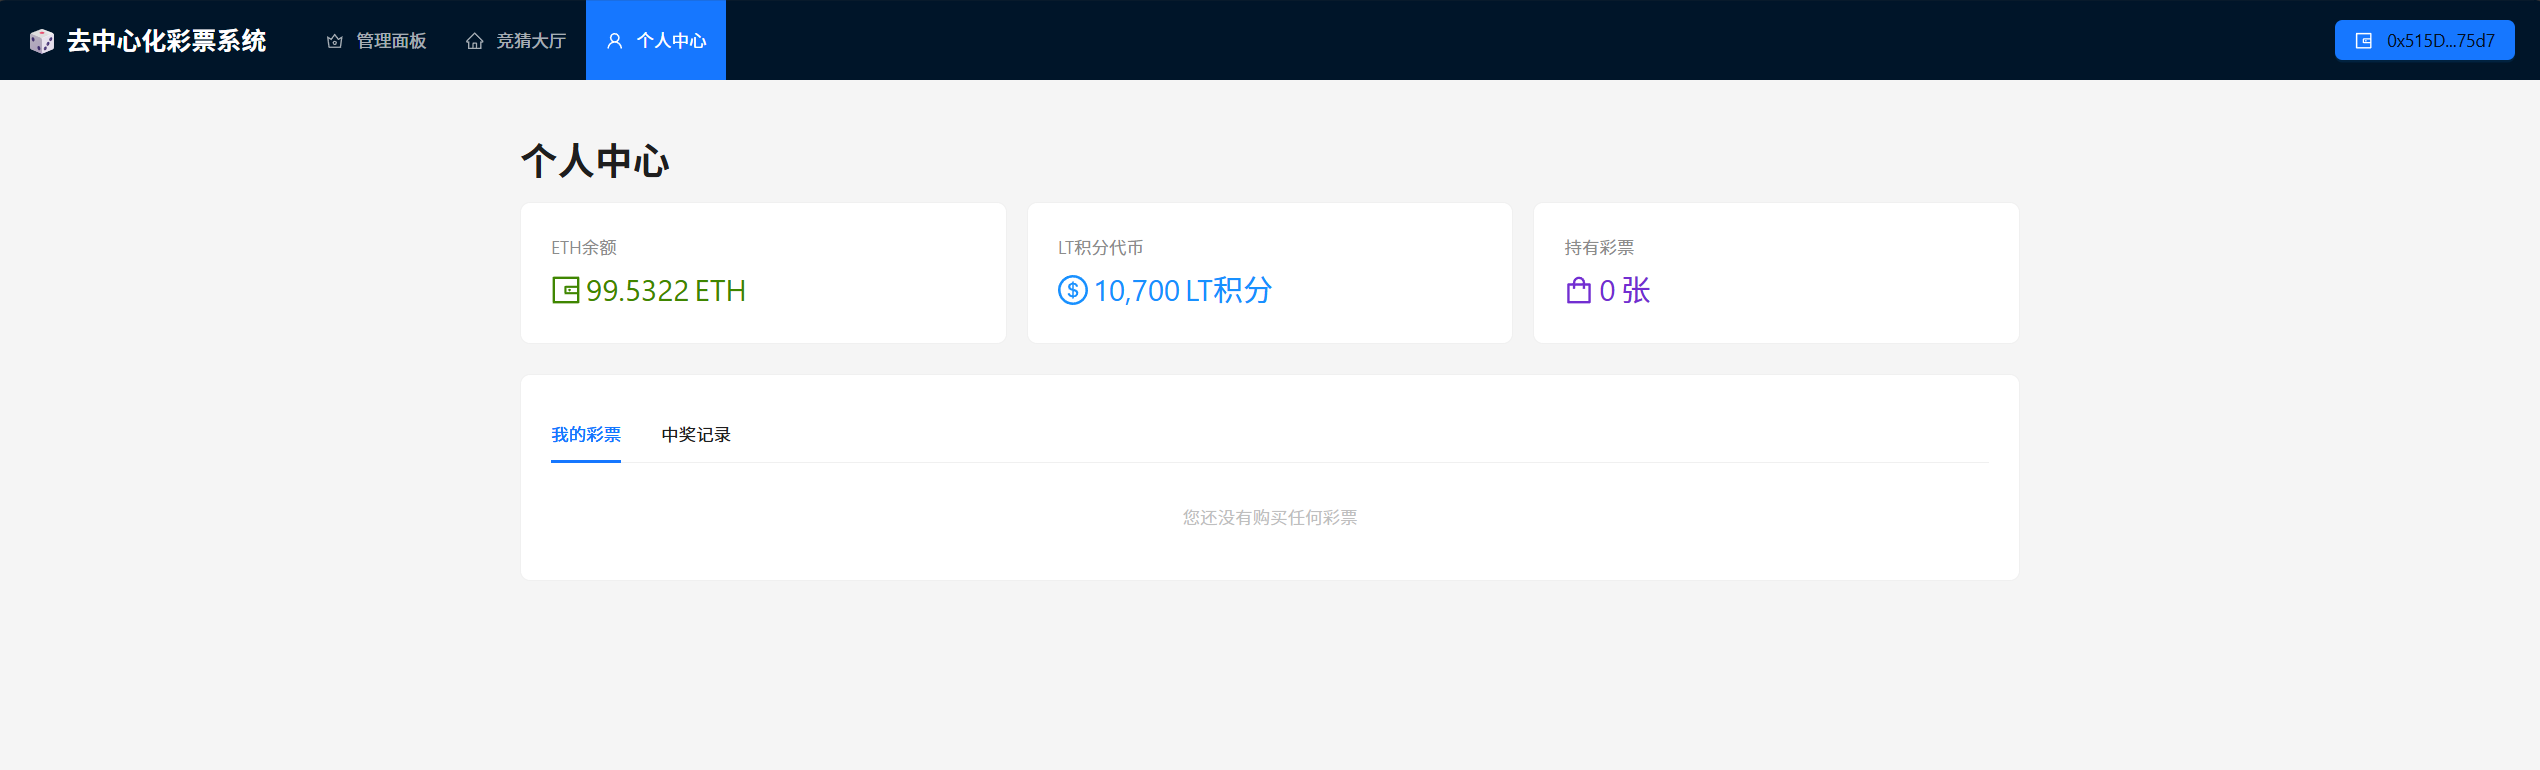 去中心化彩票系统
管理面板
竞猜大厅
个人中心
0x515D...75d7
个人中心
ETH余额
99.5322 ETH
LT积分代币
10,700 LT积分
持有彩票
0 张
我的彩票
中奖记录
您还没有购买任何彩票